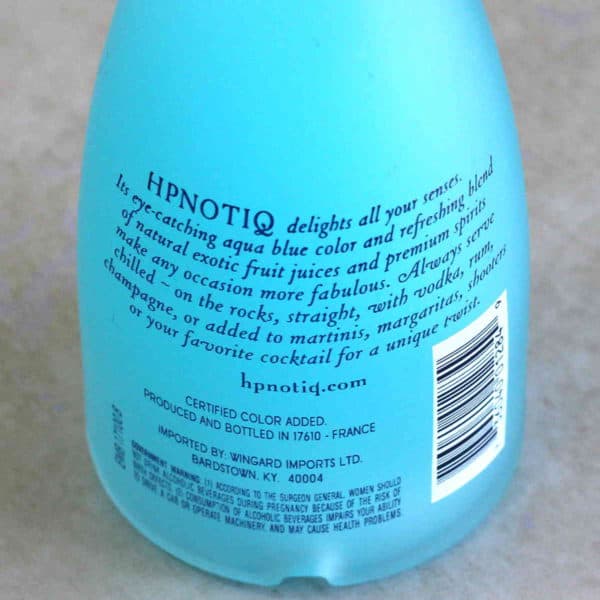 HPNOTIQ delights all your senses.
Its eye-catching aqua blue color and refreshing blend
of natural exotic fruit juices and premium spirits
make any occasion more fabulous. Always serve
chilled – on the rocks, straight, with vodka, rum,
champagne, or added to martinis, margaritas, shooters
or your favorite cocktail for a unique twist.
hpnotiq.com
CERTIFIED COLOR ADDED.
PRODUCED AND BOTTLED IN 17610 - FRANCE
IMPORTED BY: WINGARD IMPORTS LTD.
BARDSTOWN, KY. 40004
GOVERNMENT WARNING: (1) ACCORDING TO THE SURGEON GENERAL, WOMEN SHOULD
NOT DRINK ALCOHOLIC BEVERAGES DURING PREGNANCY BECAUSE OF THE RISK OF
BIRTH DEFECTS. (2) CONSUMPTION OF ALCOHOLIC BEVERAGES IMPAIRS YOUR ABILITY
TO DRIVE A CAR OR OPERATE MACHINERY, AND MAY CAUSE HEALTH PROBLEMS.